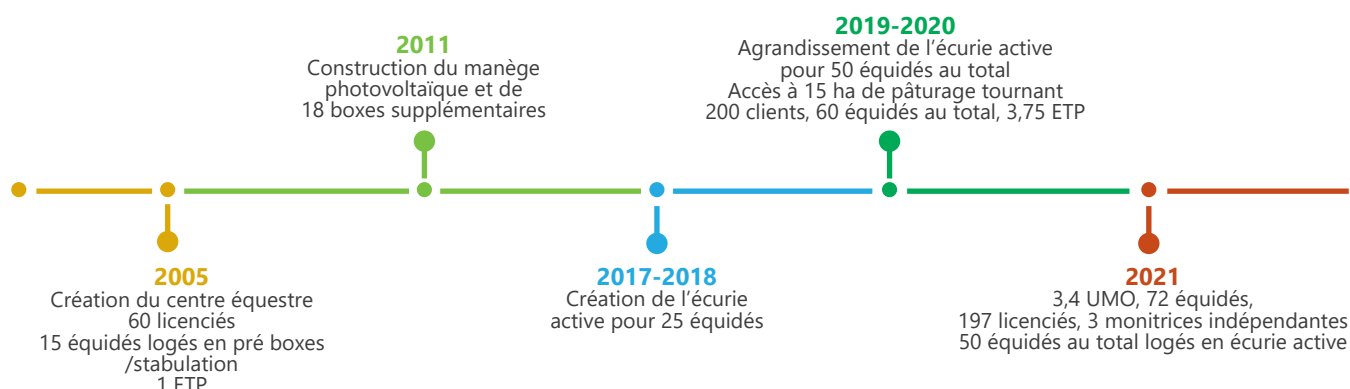 2005
Création du centre équestre
60 licenciés
15 équidés logés en pré boxes
/stabulation
1 ETP
2011
Construction du manège
photovoltaïque et de
18 boxes supplémentaires
2017-2018
Création de l'écurie
active pour 25 équidés
2019-2020
Agrandissement de l'écurie active
pour 50 équidés au total
Accès à 15 ha de pâturage tournant
200 clients, 60 équidés au total, 3,75 ETP
2021
3,4 UMO, 72 équidés,
197 licenciés, 3 monitrices indépendantes
50 équidés au total logés en écurie active